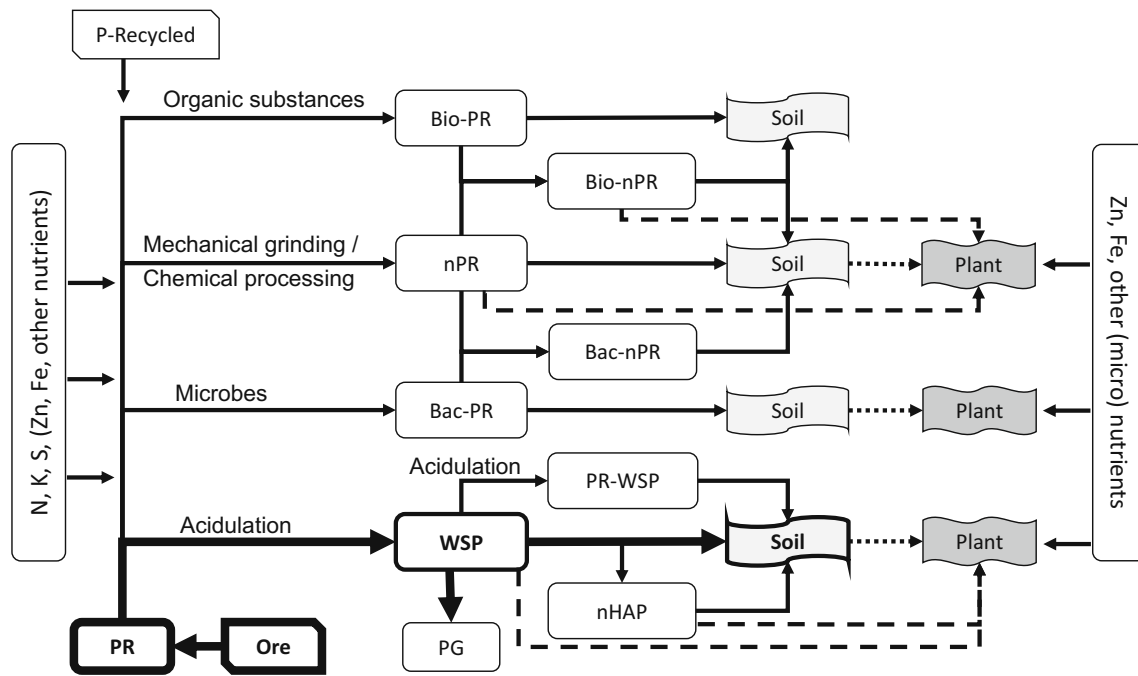 P-Recycled
Organic substances
Bio-PR
Soil
Bio-nPR
N, K, S, (Zn, Fe, other nutrients)
Mechanical grinding /
Chemical processing
nPR
Soil
Plant
Zn, Fe, other (micro) nutrients
Bac-nPR
Microbes
Bac-PR
Soil
Plant
Acidulation
PR-WSP
Acidulation
WSP
Soil
Plant
nHAP
PR
Ore
PG